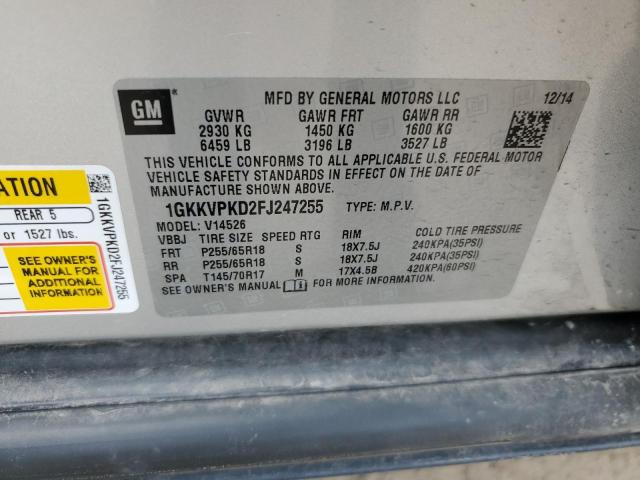 GM
MFD BY GENERAL MOTORS LLC 12/14
GVWR GAWR FRT GAWR RR
2930 KG 1450 KG 1600 KG
6459 LB 3196 LB 3527 LB
THIS VEHICLE CONFORMS TO ALL APPLICABLE U.S. FEDERAL MOTOR
VEHICLE SAFETY STANDARDS IN EFFECT ON THE DATE OF
MANUFACTURE SHOWN ABOVE.
1GKKVPKD2FJ247255 TYPE: M.P.V.
MODEL: V14526
VBBJ TIRE SIZE SPEED RTG RIM COLD TIRE PRESSURE
FRT P255/65R18 S 18X7.5J 240KPA(35PSI)
RR P255/65R18 S 18X7.5J 240KPA(35PSI)
SPA T145/70R17 M 17X4.5B 420KPA(60PSI)
SEE OWNER'S MANUAL FOR MORE INFORMATION.
ATION
REAR 5
or 1527 lbs.
SEE OWNER'S
MANUAL FOR
ADDITIONAL
INFORMATION
1GKKVPKD2FJ247255